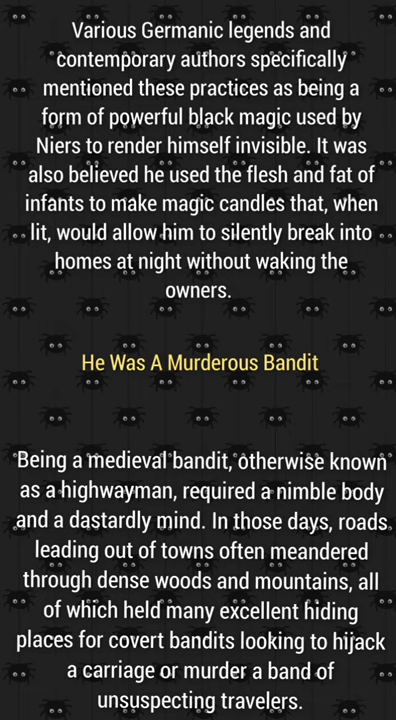 Various Germanic legends and
contemporary authors specifically
mentioned these practices as being a
form of powerful black magic used by
Niers to render himself invisible. It was
also believed he used the flesh and fat of
infants to make magic candles that, when
lit, would allow him to silently break into
homes at night without waking the
owners.
He Was A Murderous Bandit
Being a medieval bandit, otherwise known
as a highwayman, required a nimble body
and a dastardly mind. In those days, roads
leading out of towns often meandered
through dense woods and mountains, all
of which held many excellent hiding
places for covert bandits looking to hijack
a carriage or murder a band of
unsuspecting travelers.